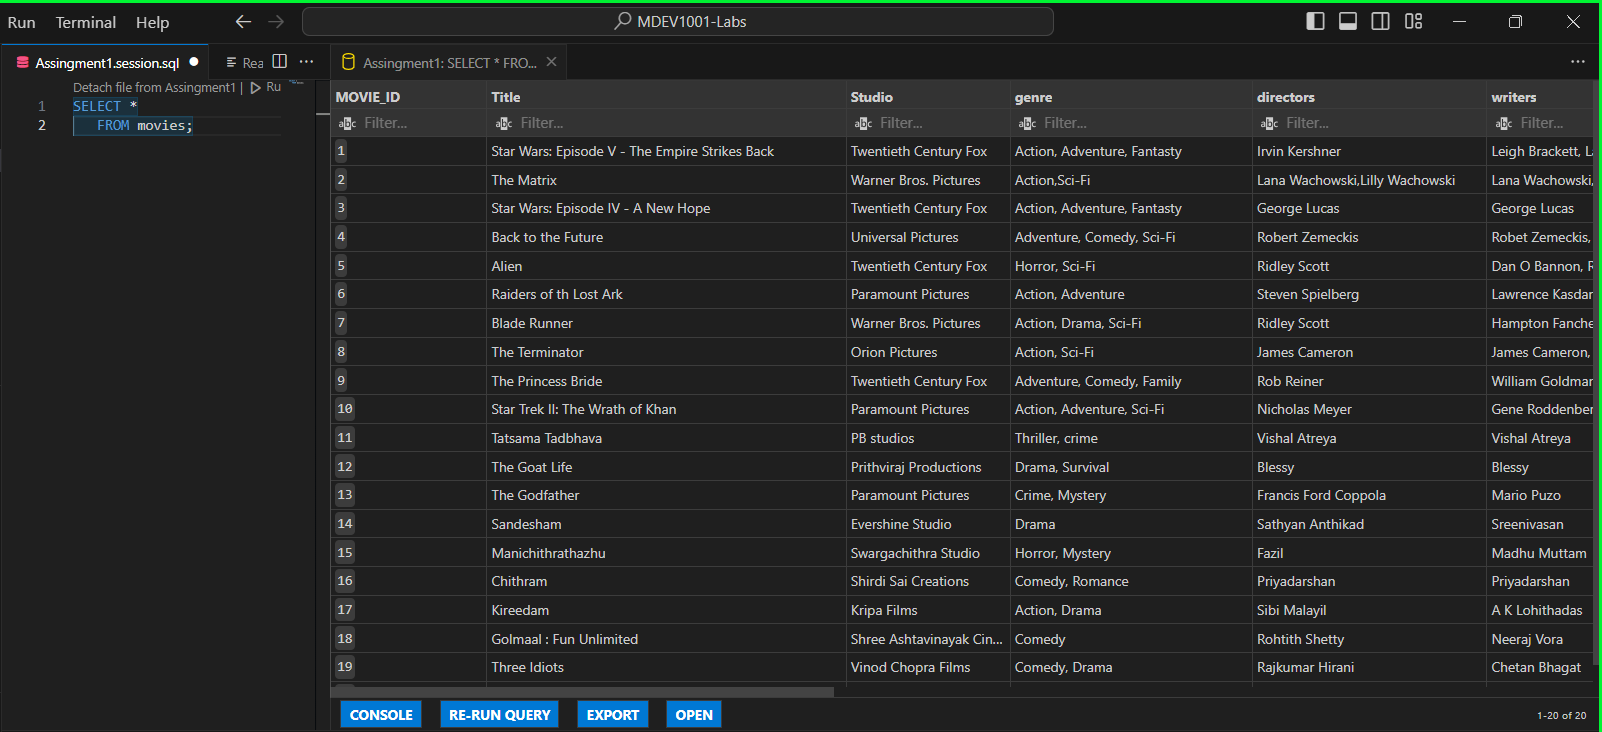 Run Terminal Help MDEV1001-Labs
Assingment1.session.sql Rea ... Assingment1: SELECT * FRO... ...
Detach file from Assingment1 | Ru
1 SELECT *
2 FROM movies;
MOVIE_ID Title Studio genre directors writers
abc Filter... abc Filter... abc Filter... abc Filter... abc Filter... abc Filter...
1 Star Wars: Episode V - The Empire Strikes Back Twentieth Century Fox Action, Adventure, Fantasty Irvin Kershner Leigh Brackett, L
2 The Matrix Warner Bros. Pictures Action,Sci-Fi Lana Wachowski,Lilly Wachowski Lana Wachowski,
3 Star Wars: Episode IV - A New Hope Twentieth Century Fox Action, Adventure, Fantasty George Lucas George Lucas
4 Back to the Future Universal Pictures Adventure, Comedy, Sci-Fi Robert Zemeckis Robet Zemeckis,
5 Alien Twentieth Century Fox Horror, Sci-Fi Ridley Scott Dan O Bannon, R
6 Raiders of th Lost Ark Paramount Pictures Action, Adventure Steven Spielberg Lawrence Kasdan
7 Blade Runner Warner Bros. Pictures Action, Drama, Sci-Fi Ridley Scott Hampton Fanche
8 The Terminator Orion Pictures Action, Sci-Fi James Cameron James Cameron,
9 The Princess Bride Twentieth Century Fox Adventure, Comedy, Family Rob Reiner William Goldman
10 Star Trek II: The Wrath of Khan Paramount Pictures Action, Adventure, Sci-Fi Nicholas Meyer Gene Roddenber
11 Tatsama Tadbhava PB studios Thriller, crime Vishal Atreya Vishal Atreya
12 The Goat Life Prithviraj Productions Drama, Survival Blessy Blessy
13 The Godfather Paramount Pictures Crime, Mystery Francis Ford Coppola Mario Puzo
14 Sandesham Evershine Studio Drama Sathyan Anthikad Sreenivasan
15 Manichithrathazhu Swargachithra Studio Horror, Mystery Fazil Madhu Muttam
16 Chithram Shirdi Sai Creations Comedy, Romance Priyadarshan Priyadarshan
17 Kireedam Kripa Films Action, Drama Sibi Malayil A K Lohithadas
18 Golmaal : Fun Unlimited Shree Ashtavinayak Cin... Comedy Rohtith Shetty Neeraj Vora
19 Three Idiots Vinod Chopra Films Comedy, Drama Rajkumar Hirani Chetan Bhagat
CONSOLE RE-RUN QUERY EXPORT OPEN 1-20 of 20